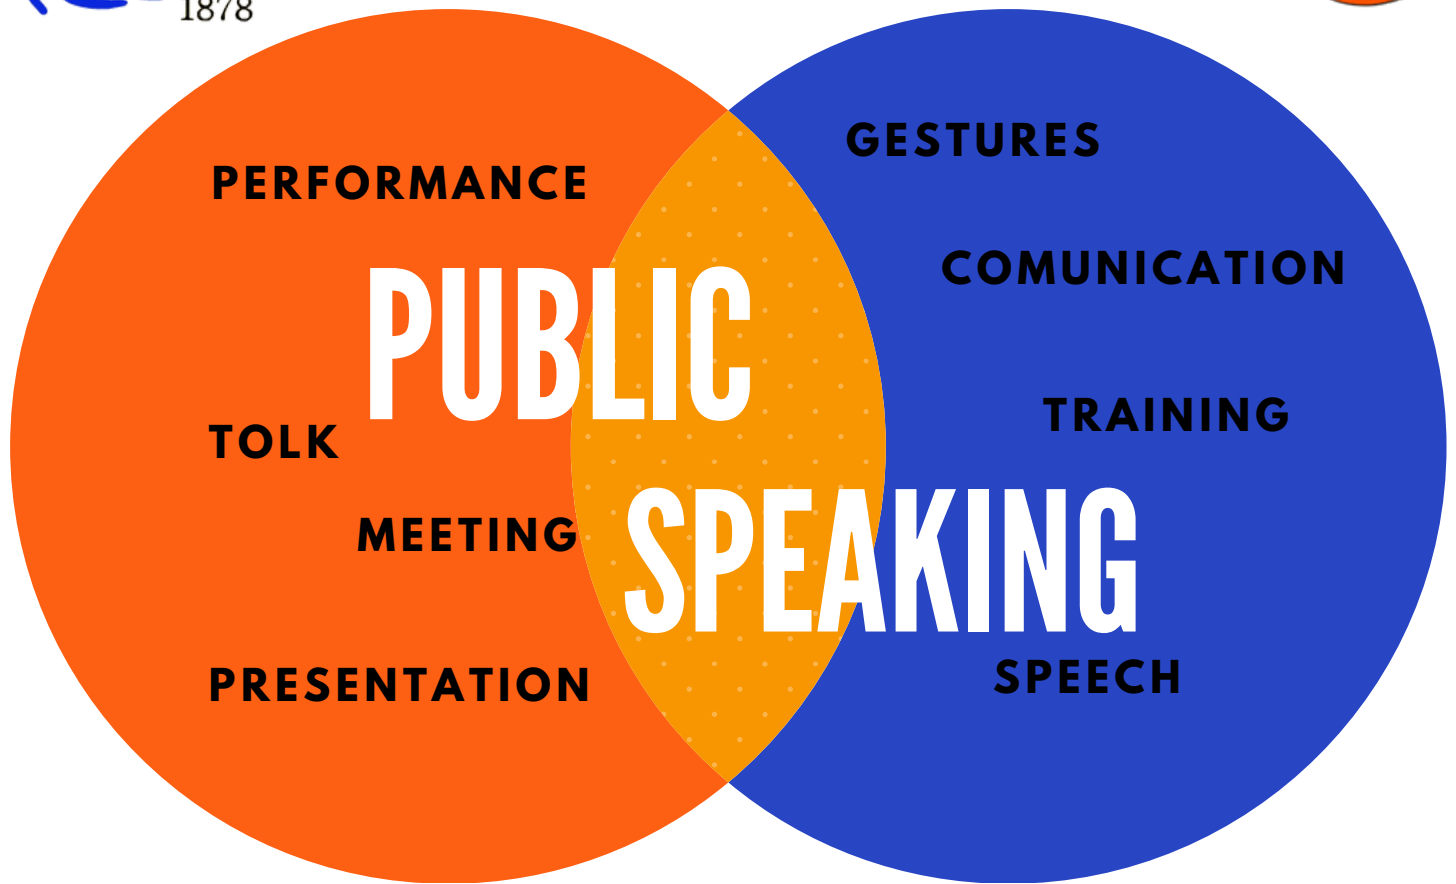 1878
PERFORMANCE
GESTURES
COMUNICATION
PUBLIC
TOLK
TRAINING
MEETING
SPEAKING
PRESENTATION
SPEECH